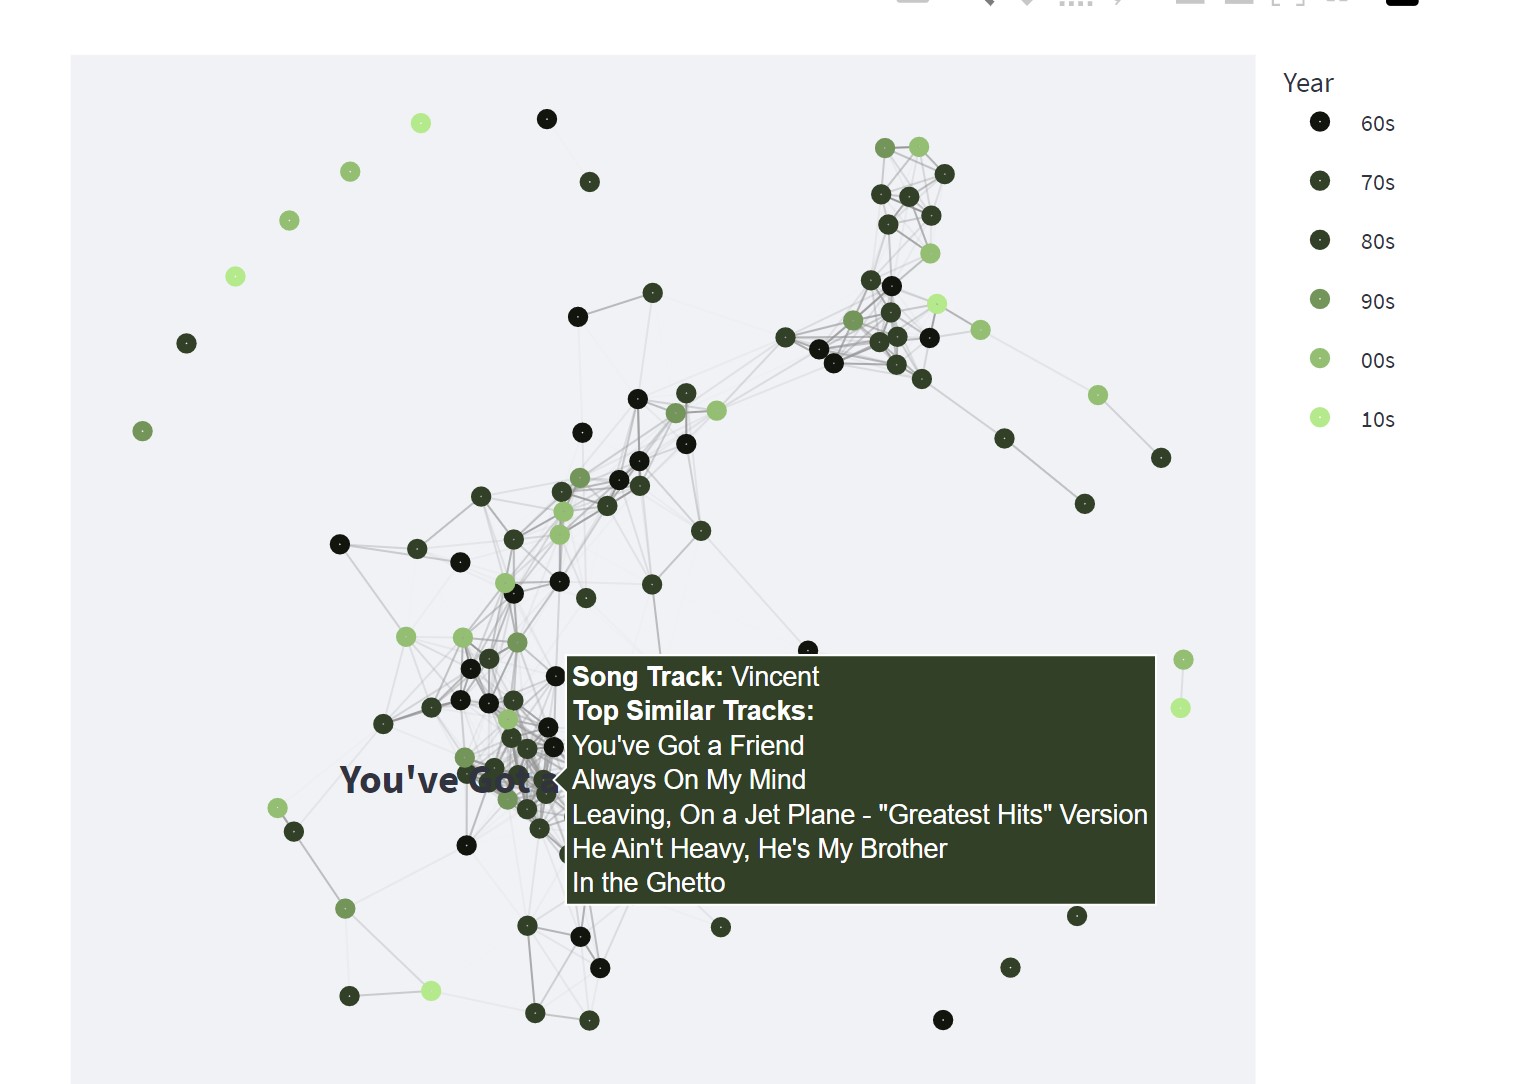 Year
60s
70s
80s
90s
00s
10s
Song Track: Vincent
Top Similar Tracks:
You've Got a Friend
Always On My Mind
Leaving, On a Jet Plane - "Greatest Hits" Version
He Ain't Heavy, He's My Brother
In the Ghetto
You've Got